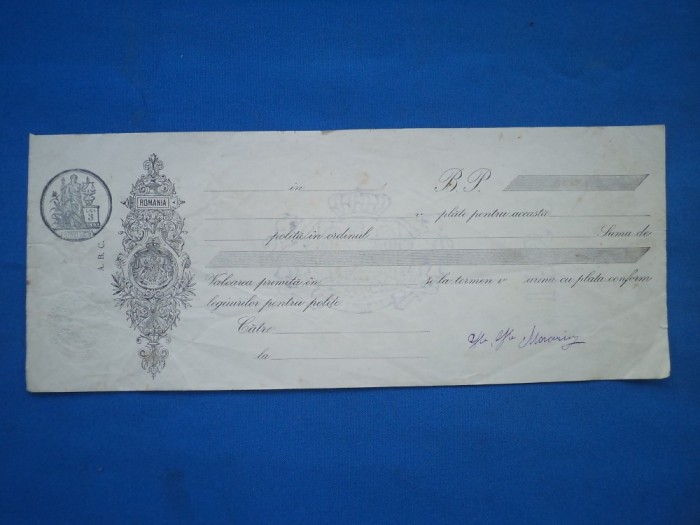 ROMANIA
3
A. B. C.
în B. P.
v plăti pentru aceasta
poliță în ordinul Suma de
Valoarea primită în și la termen v urma cu plata conform
legiuirilor pentru polițe
Către
la